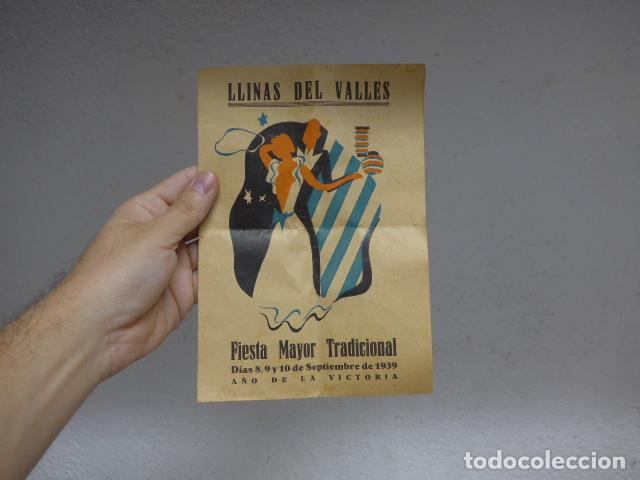 LLINAS DEL VALLES
Fiesta Mayor Tradicional
Días 8, 9 y 10 de Septiembre de 1939
AÑO DE LA VICTORIA
todocoleccion.net